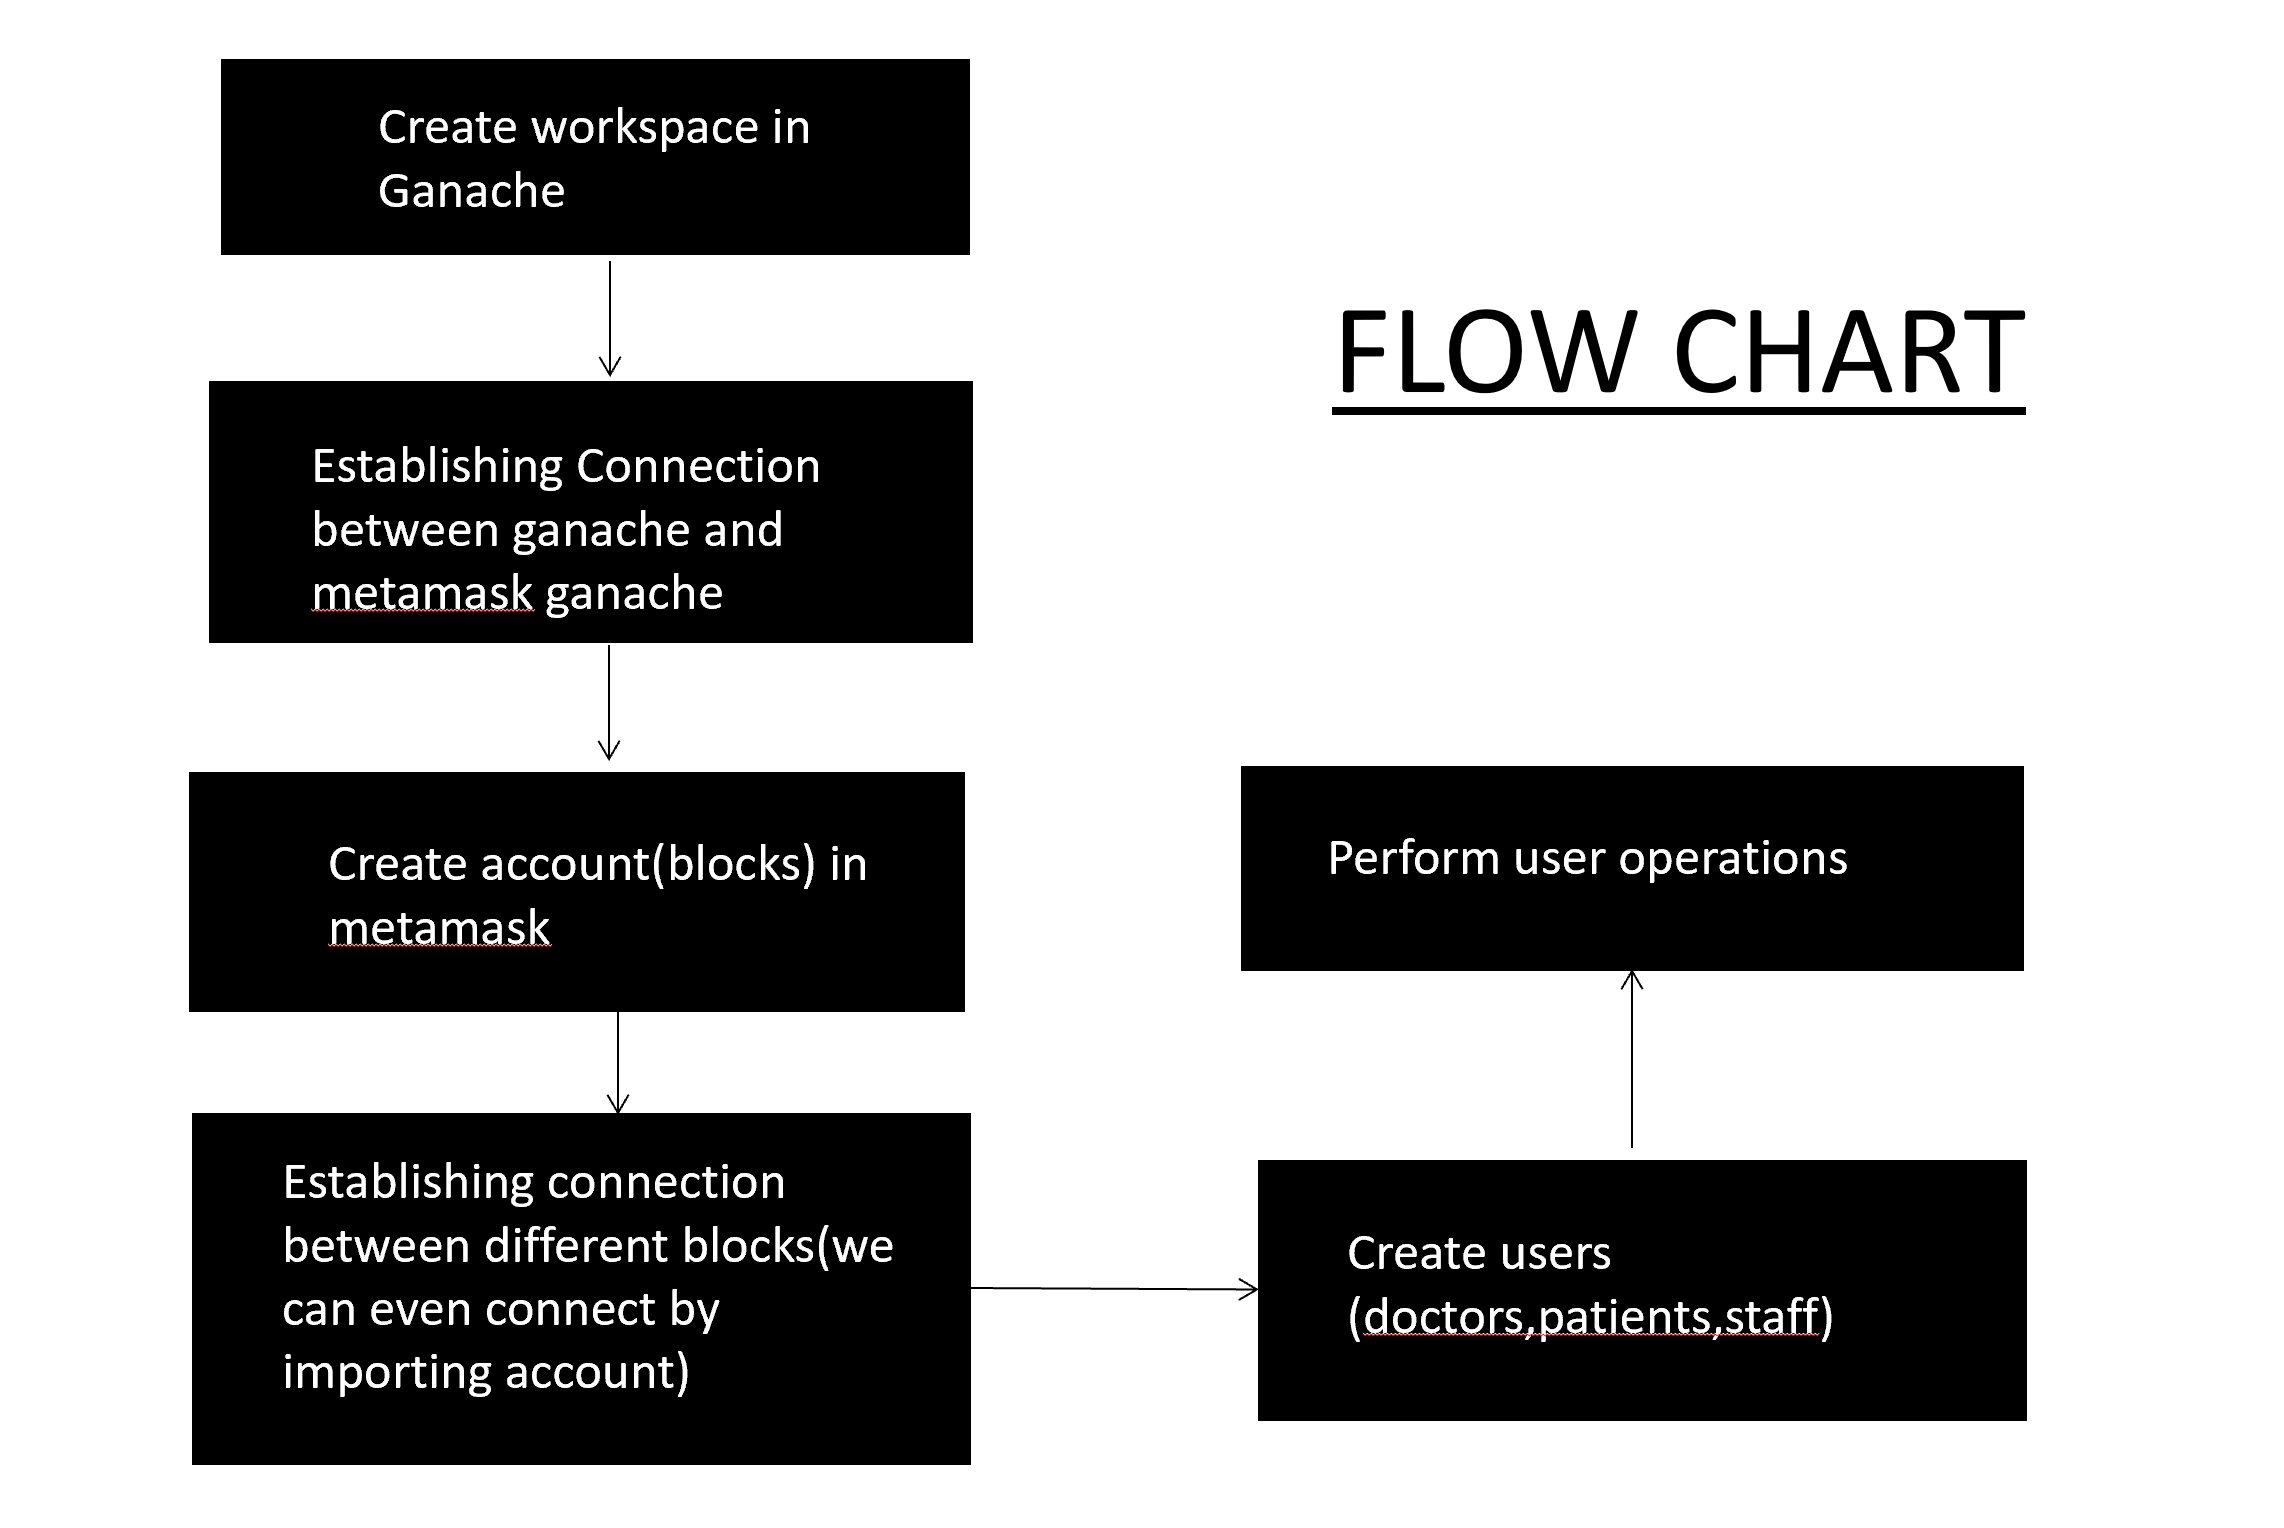 FLOW CHART
Create workspace in
Ganache
Establishing Connection
between ganache and
metamask ganache
Create account(blocks) in
metamask
Establishing connection
between different blocks(we
can even connect by
importing account)
Create users
(doctors,patients,staff)
Perform user operations